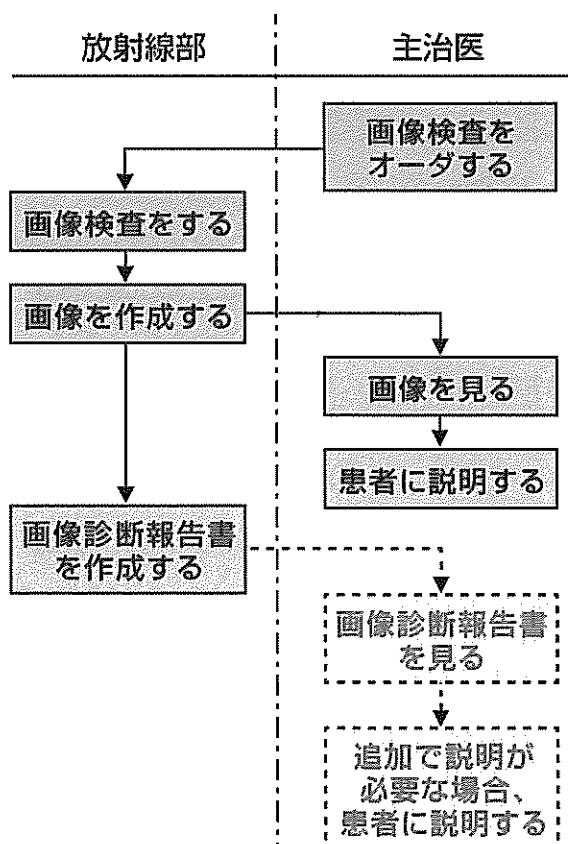 放射線部
主治医
画像検査を
オーダする
画像検査をする
画像を作成する
画像を見る
患者に説明する
画像診断報告書
を作成する
画像診断報告書
を見る
追加で説明が
必要な場合、
患者に説明する